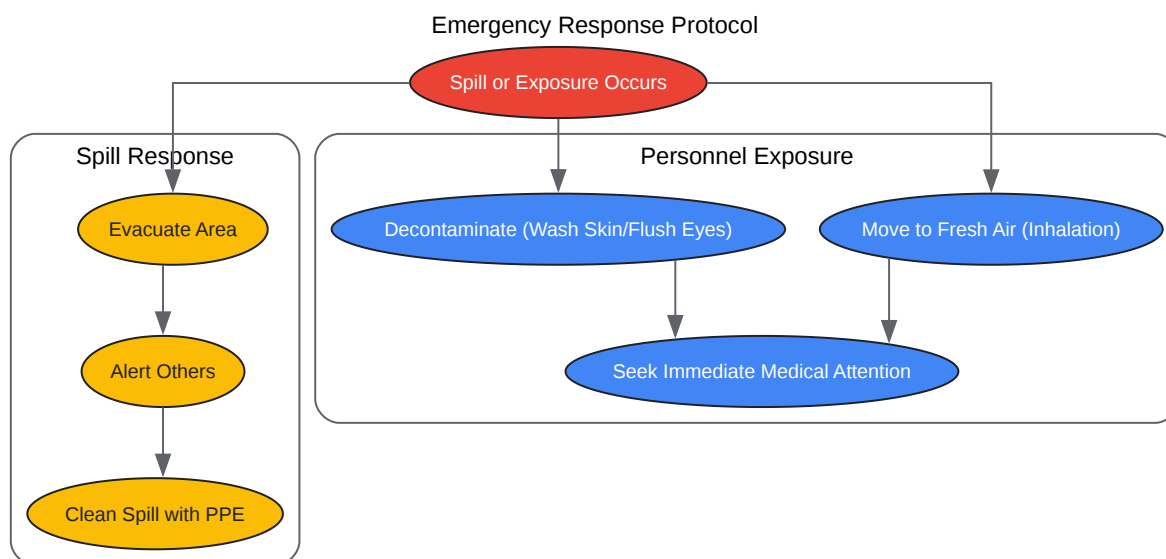 Emergency Response Protocol
Spill or Exposure Occurs
Spill Response
Personnel Exposure
Evacuate Area
Decontaminate (Wash Skin/Flush Eyes)
Move to Fresh Air (Inhalation)
Alert Others
Seek Immediate Medical Attention
Clean Spill with PPE